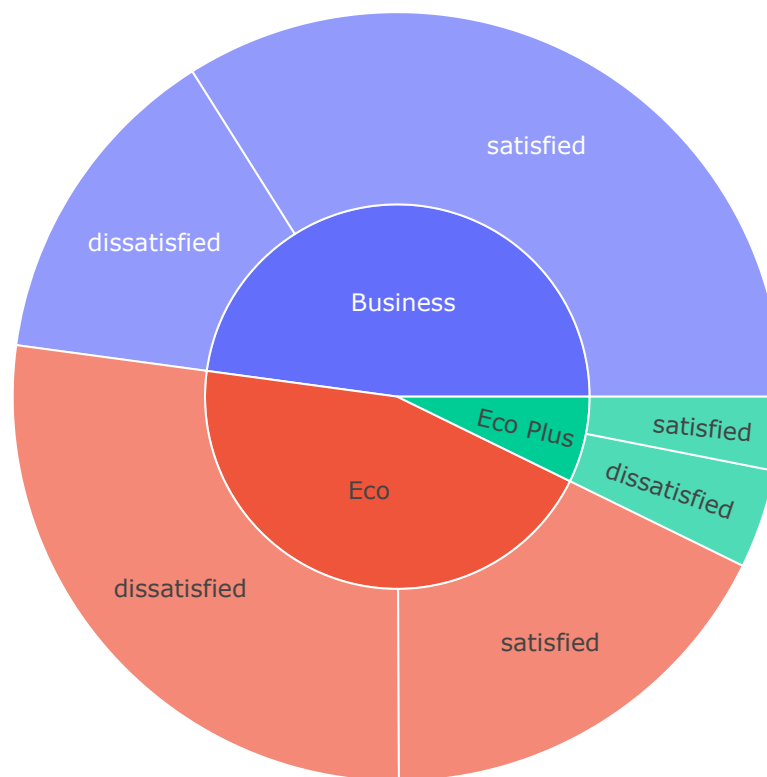 satisfied
dissatisfied
Business
Eco Plus
satisfied
dissatisfied
Eco
dissatisfied
satisfied